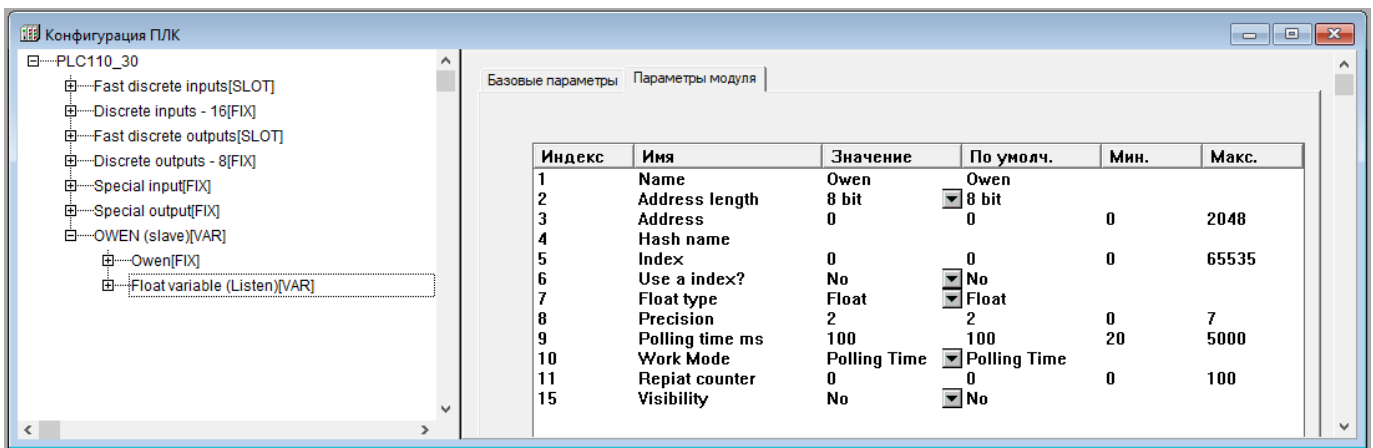 Конфигурация ПЛК
PLC110_30
Fast discrete inputs[SLOT]
Discrete inputs - 16[FIX]
Fast discrete outputs[SLOT]
Discrete outputs - 8[FIX]
Special input[FIX]
Special output[FIX]
OWEN (slave)[VAR]
Owen[FIX]
Float variable (Listen)[VAR]
Базовые параметры Параметры модуля
Индекс Имя Значение По умолч. Мин. Макс.
1 Name Owen Owen
2 Address length 8 bit 8 bit
3 Address 0 0 0 2048
4 Hash name
5 Index 0 0 0 65535
6 Use a index? No No
7 Float type Float Float
8 Precision 2 2 0 7
9 Polling time ms 100 100 20 5000
10 Work Mode Polling Time Polling Time
11 Repiat counter 0 0 0 100
15 Visibility No No